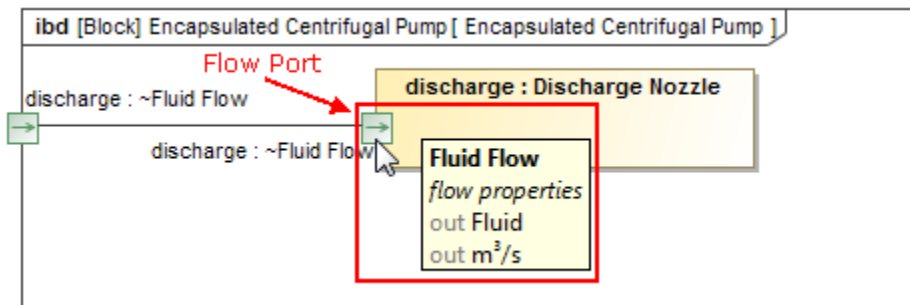 ibd [Block] Encapsulated Centrifugal Pump [ Encapsulated Centrifugal Pump ]
Flow Port
discharge : Discharge Nozzle
discharge : ~Fluid Flow
discharge : ~Fluid Flow
Fluid Flow
flow properties
out Fluid
out m³/s